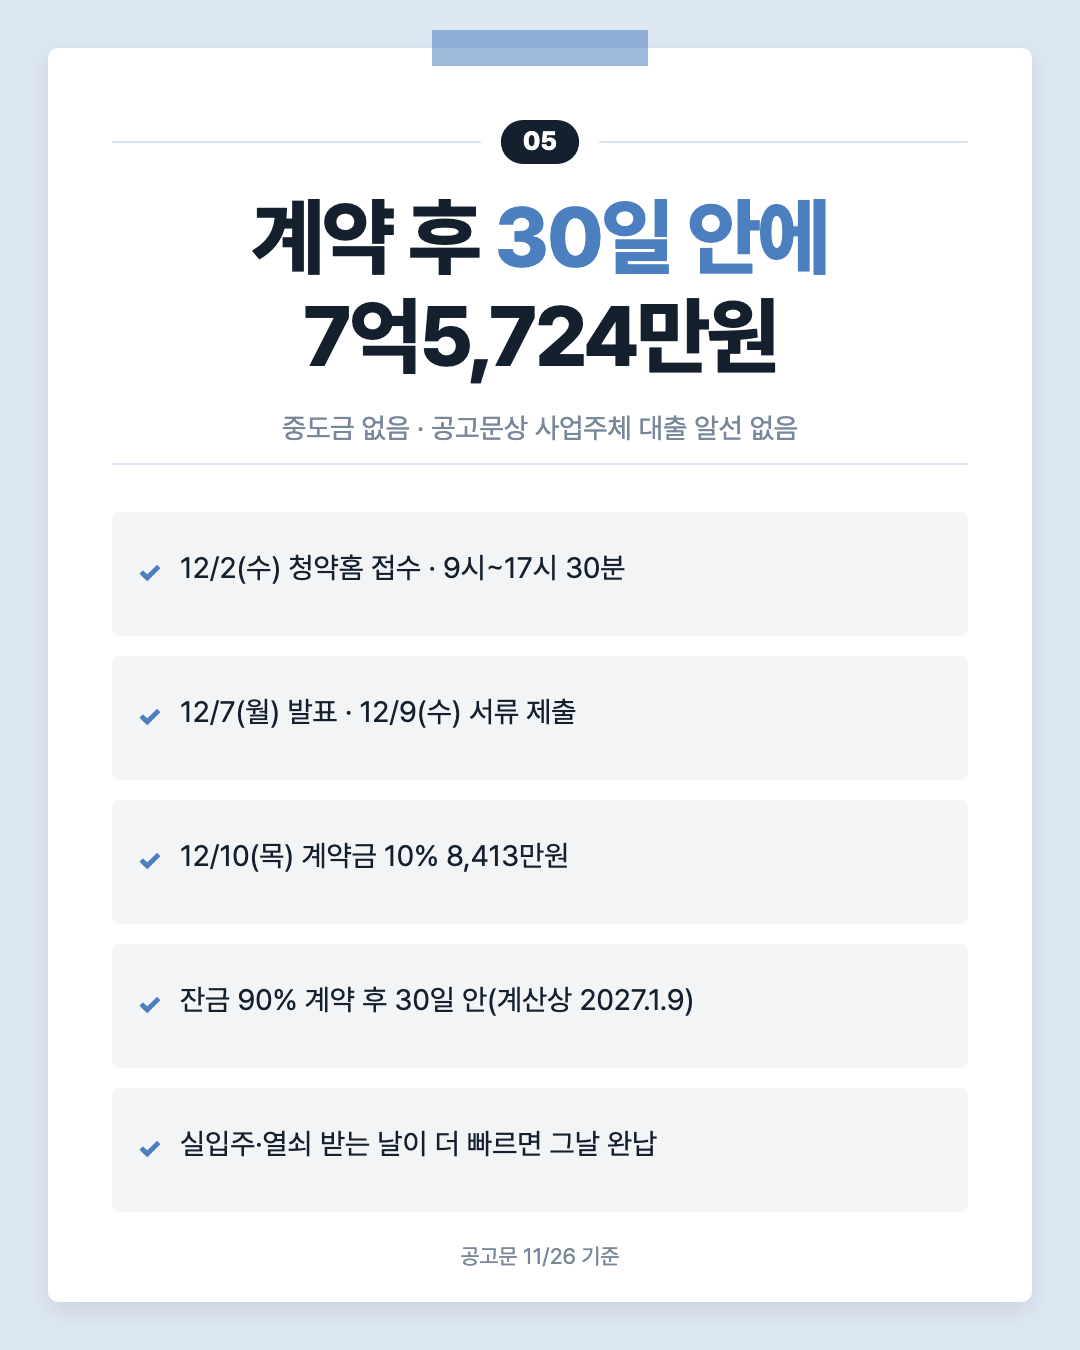 05
계약 후 30일 안에
7억5,724만원
중도금 없음 · 공고문상 사업주체 대출 알선 없음
12/2(수) 청약홈 접수 · 9시~17시 30분
12/7(월) 발표 · 12/9(수) 서류 제출
12/10(목) 계약금 10% 8,413만원
잔금 90% 계약 후 30일 안(계산상 2027.1.9)
실입주·열쇠 받는 날이 더 빠르면 그날 완납
공고문 11/26 기준